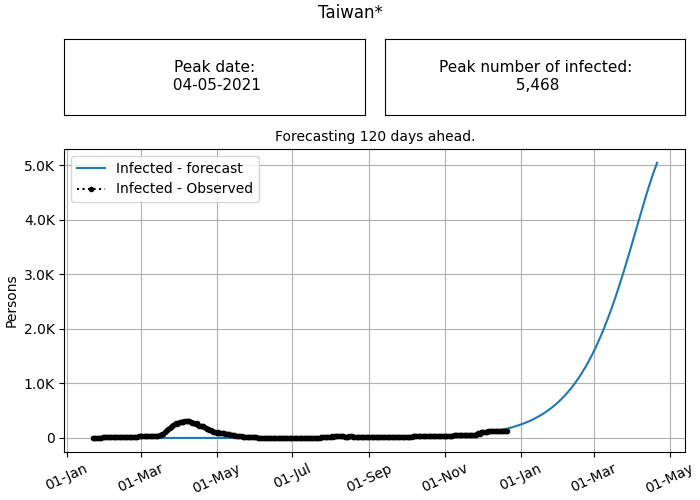 Taiwan*
Peak date:
04-05-2021
Peak number of infected:
5,468
Forecasting 120 days ahead.
Infected - forecast
Infected - Observed
5.0K
4.0K
3.0K
2.0K
1.0K
0
Persons
01-Jan
01-Mar
01-May
01-Jul
01-Sep
01-Nov
01-Jan
01-Mar
01-May